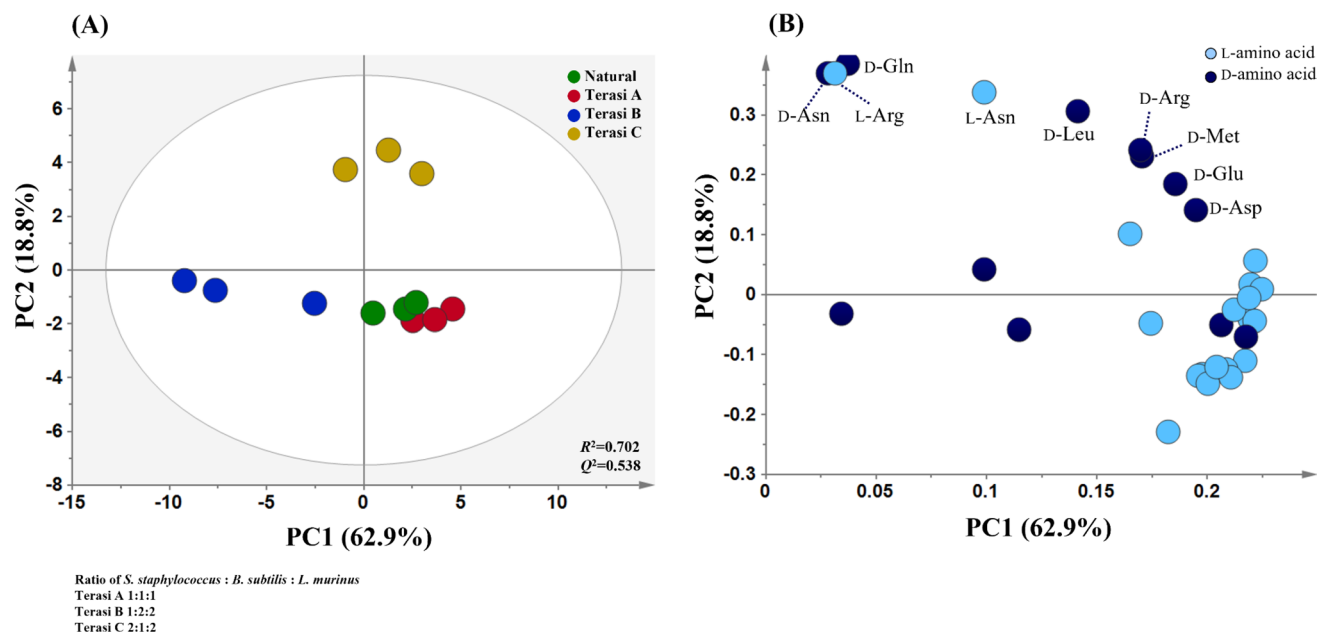 (A)
Natural
Terasi A
Terasi B
Terasi C
PC2 (18.8%)
6
4
2
0
-2
-4
-6
-8
-15
-10
-5
0
5
10
R²=0.702
Q²=0.538
PC1 (62.9%)
Ratio of S. staphylococcus : B. subtilis : L. murinus
Terasi A 1:1:1
Terasi B 1:2:2
Terasi C 2:1:2
(B)
L-amino acid
D-amino acid
D-Gln
D-Asn
L-Arg
L-Asn
D-Leu
D-Arg
D-Met
D-Glu
D-Asp
PC2 (18.8%)
0.3
0.2
0.1
0
-0.1
-0.2
-0.3
0
0.05
0.1
0.15
0.2
PC1 (62.9%)